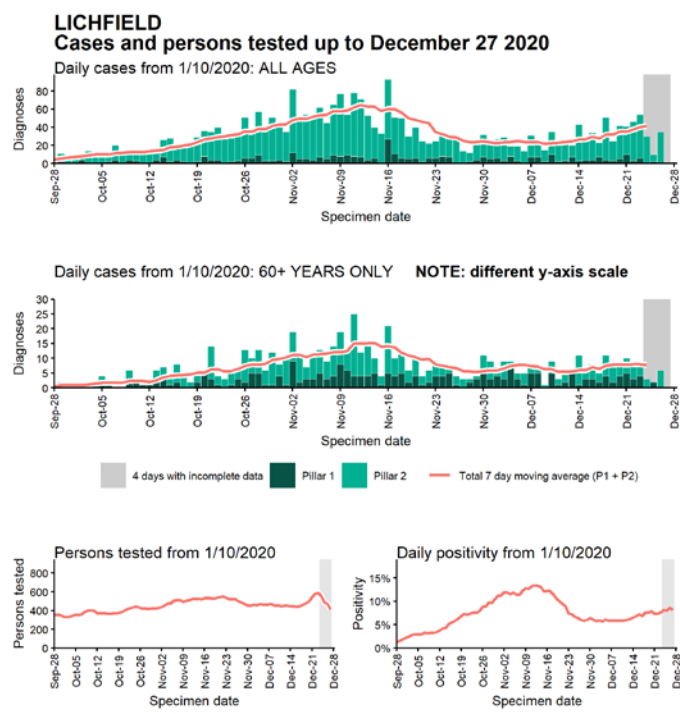 LICHFIELD
Cases and persons tested up to December 27 2020
Daily cases from 1/10/2020: ALL AGES
Diagnoses
80
60
40
20
0
Sep-28 Oct-05 Oct-12 Oct-19 Oct-26 Nov-02 Nov-09 Nov-16 Nov-23 Nov-30 Dec-07 Dec-14 Dec-21 Dec-28
Specimen date
Daily cases from 1/10/2020: 60+ YEARS ONLY NOTE: different y-axis scale
Diagnoses
30
25
20
15
10
5
0
Sep-28 Oct-05 Oct-12 Oct-19 Oct-26 Nov-02 Nov-09 Nov-16 Nov-23 Nov-30 Dec-07 Dec-14 Dec-21 Dec-28
Specimen date
4 days with incomplete data Pillar 1 Pillar 2 Total 7 day moving average (P1 + P2)
Persons tested from 1/10/2020
Persons tested
800
600
400
200
0
Sep-28 Oct-05 Oct-12 Oct-19 Oct-26 Nov-02 Nov-09 Nov-16 Nov-23 Nov-30 Dec-07 Dec-14 Dec-21 Dec-28
Specimen date
Daily positivity from 1/10/2020
Positivity
15%
10%
5%
0%
Sep-28 Oct-05 Oct-12 Oct-19 Oct-26 Nov-02 Nov-09 Nov-16 Nov-23 Nov-30 Dec-07 Dec-14 Dec-21 Dec-28
Specimen date